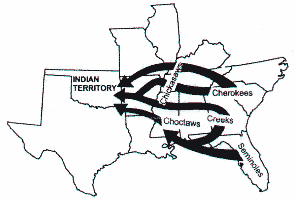 INDIAN
TERRITORY
Chickasaws
Cherokees
Choctaws
Creeks
Seminoles